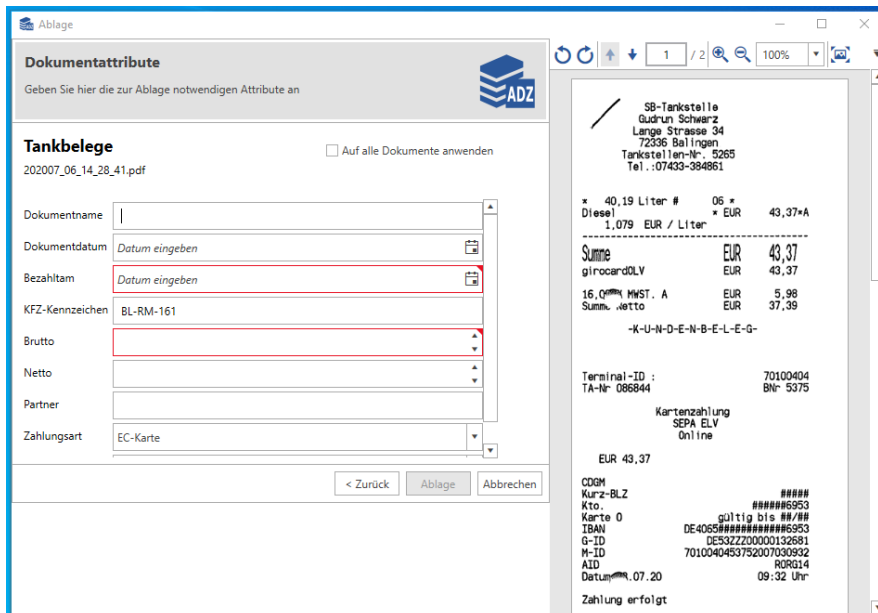 Ablage
Dokumentattribute
Geben Sie hier die zur Ablage notwendigen Attribute an
ADZ
Tankbelege
Auf alle Dokumente anwenden
202007_06_14_28_41.pdf
Dokumentname
Dokumentdatum Datum eingeben
Bezahltam Datum eingeben
KFZ-Kennzeichen BL-RM-161
Brutto
Netto
Partner
Zahlungsart EC-Karte
< Zurück Ablage Abbrechen
1 / 2 100%
SB-Tankstelle
Gudrun Schwarz
Lange Strasse 34
72336 Balingen
Tankstellen-Nr. 5265
Tel.:07433-384861
* 40,19 Liter # 06 *
Diesel * EUR 43,37*A
1,079 EUR / Liter
Summe EUR 43,37
girocardOLV EUR 43,37
MWST. A EUR 5,98
EUR 37,39
-K-U-N-D-E-N-B-E-L-E-G-
Terminal-ID : 70100404
TA-Nr 086844 BNr 5375
Kartenzahlung
SEPA ELV
Online
EUR 43,37
CDGM
Kurz-BLZ #####
Kto. ######6953
Karte 0 gültig bis ##/##
IBAN DE4065############6953
G-ID DE53ZZZ00000132681
M-ID 7010040453752007030932
AID RORG14
.07.20 09:32 Uhr
Zahlung erfolgt